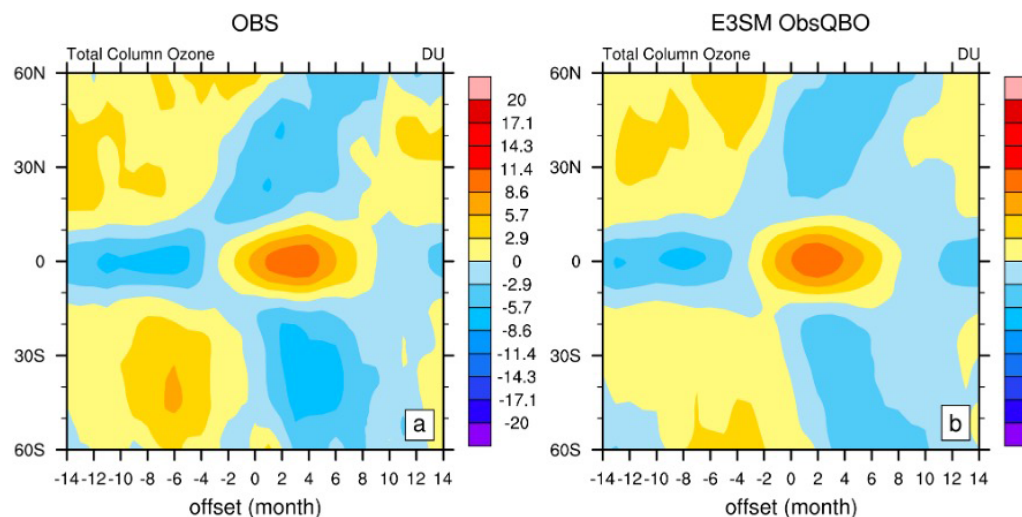 OBS
Total Column Ozone DU
60N
30N
0
30S
60S
-14 -12 -10 -8 -6 -4 -2 0 2 4 6 8 10 12 14
offset (month)
a
20
17.1
14.3
11.4
8.6
5.7
2.9
0
-2.9
-5.7
-8.6
-11.4
-14.3
-17.1
-20
E3SM ObsQBO
Total Column Ozone DU
60N
30N
0
30S
60S
-14 -12 -10 -8 -6 -4 -2 0 2 4 6 8 10 12 14
offset (month)
b